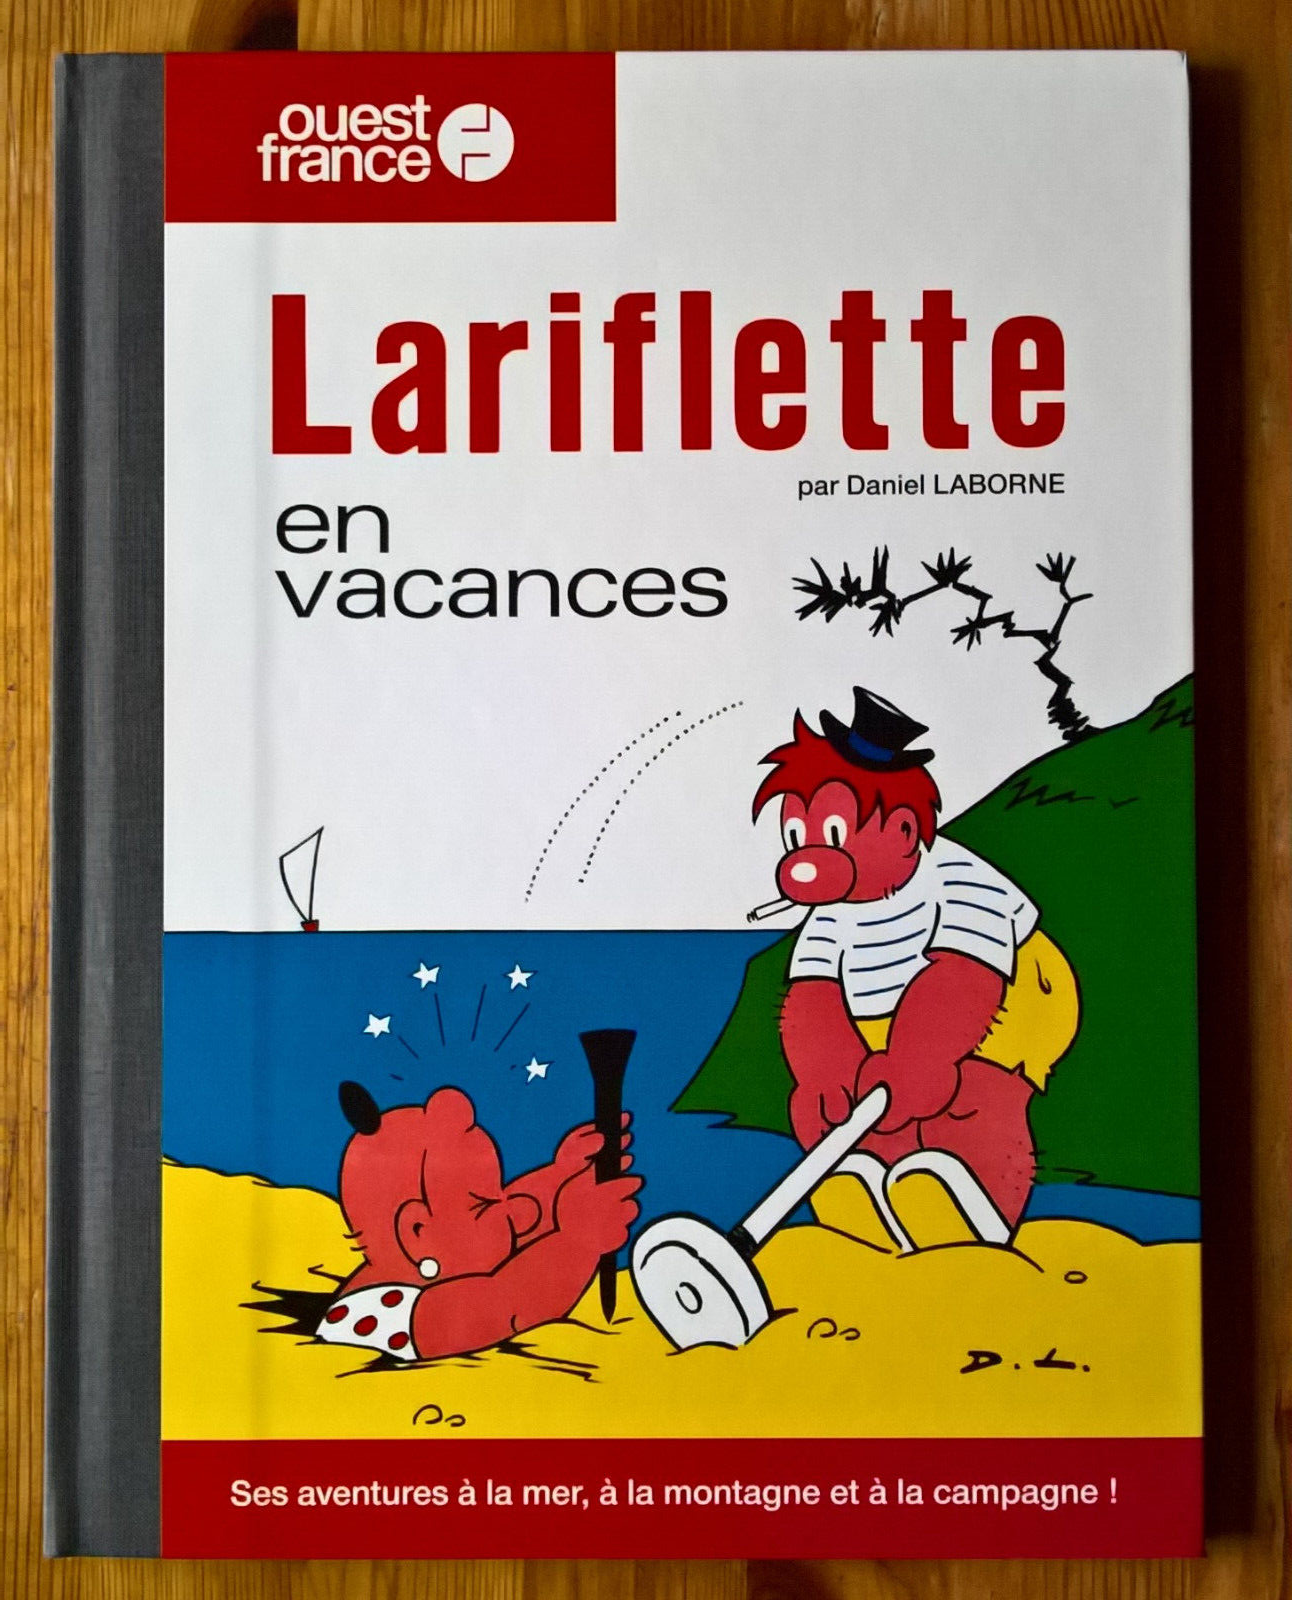 ouest
france
Lariflette
par Daniel LABORNE
en
vacances
D.L.
Ses aventures à la mer, à la montagne et à la campagne !